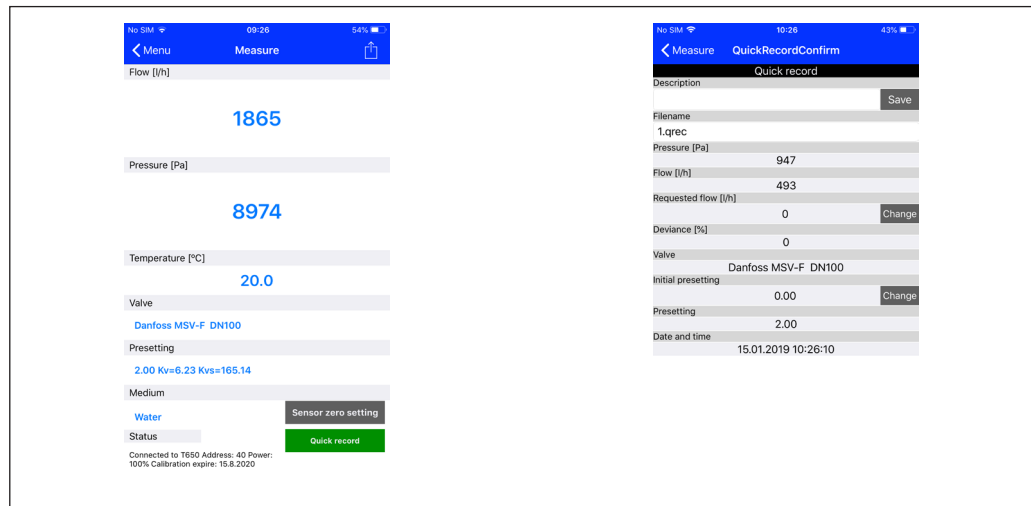 No SIM 09:26 54%
Menu Measure
Flow [l/h]
1865
Pressure [Pa]
8974
Temperature [ºC]
20.0
Valve
Danfoss MSV-F DN100
Presetting
2.00 Kv=6.23 Kvs=165.14
Medium
Water
Sensor zero setting
Status
Quick record
Connected to T650 Address: 40 Power:
100% Calibration expire: 15.8.2020
No SIM 10:26 43%
Measure QuickRecordConfirm
Quick record
Description
Save
Filename
1.qrec
Pressure [Pa]
947
Flow [l/h]
493
Requested flow [l/h]
0 Change
Deviance [%]
0
Valve
Danfoss MSV-F DN100
Initial presetting
0.00 Change
Presetting
2.00
Date and time
15.01.2019 10:26:10